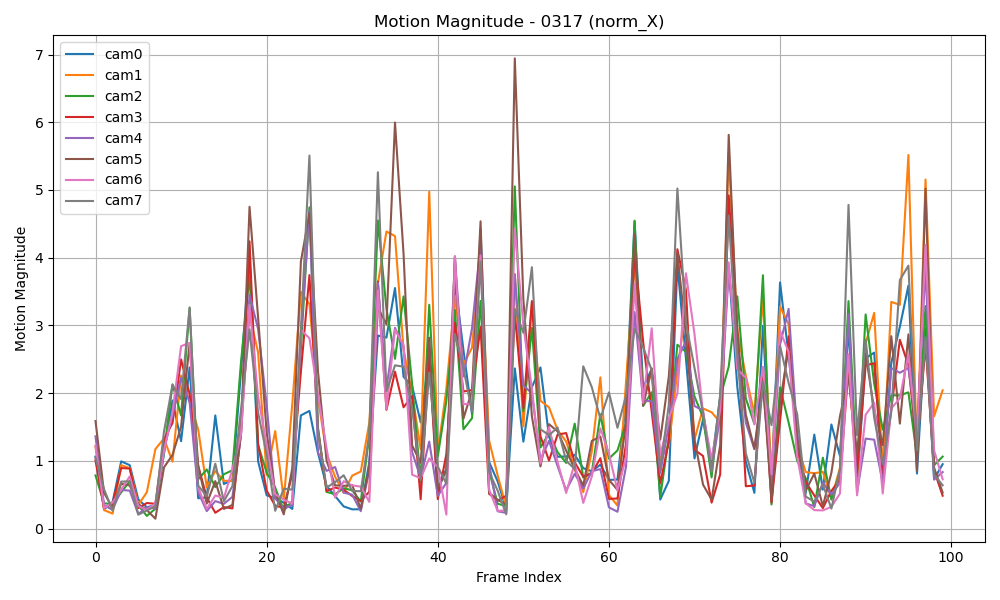 Motion Magnitude - 0317 (norm_X)
7
6
5
4
3
2
1
0
Motion Magnitude
cam0
cam1
cam2
cam3
cam4
cam5
cam6
cam7
0 20 40 60 80 100
Frame Index